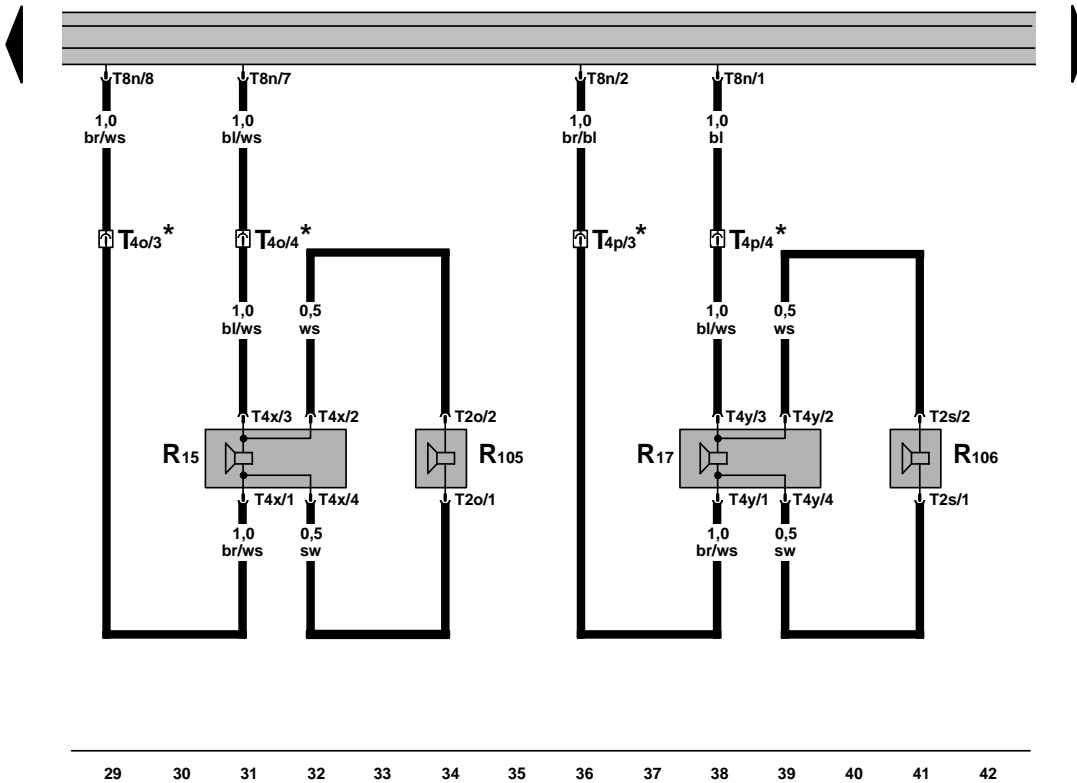 T8n/8 T8n/7 T8n/2 T8n/1
1,0 1,0 1,0 1,0
br/ws bl/ws br/bl bl
T4o/3* T4o/4* T4p/3* T4p/4*
1,0 0,5 1,0 0,5
bl/ws ws bl/ws ws
T4x/3 T4x/2 T2o/2 T4y/3 T4y/2 T2s/2
R15 R105 R17 R106
T4x/1 T4x/4 T2o/1 T4y/1 T4y/4 T2s/1
1,0 0,5 1,0 0,5
br/ws sw br/ws sw
29 30 31 32 33 34 35 36 37 38 39 40 41 42